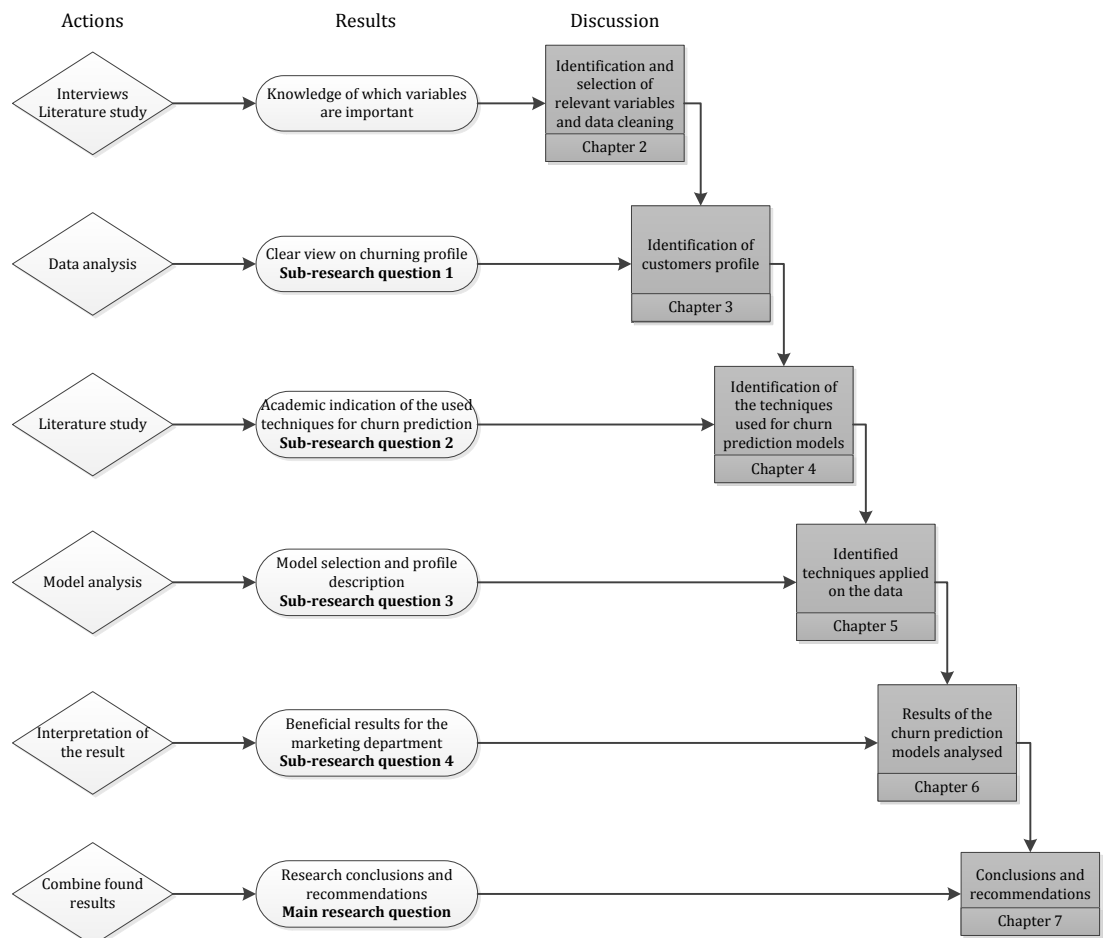 Actions
Results
Discussion
Interviews
Literature study
Knowledge of which variables
are important
Identification and
selection of
relevant variables
and data cleaning
Chapter 2
Data analysis
Clear view on churning profile
Sub-research question 1
Identification of
customers profile
Chapter 3
Literature study
Academic indication of the used
techniques for churn prediction
Sub-research question 2
Identification of
the techniques
used for churn
prediction models
Chapter 4
Model analysis
Model selection and profile
description
Sub-research question 3
Identified
techniques applied
on the data
Chapter 5
Interpretation of
the result
Beneficial results for the
marketing department
Sub-research question 4
Results of the
churn prediction
models analysed
Chapter 6
Combine found
results
Research conclusions and
recommendations
Main research question
Conclusions and
recommendations
Chapter 7